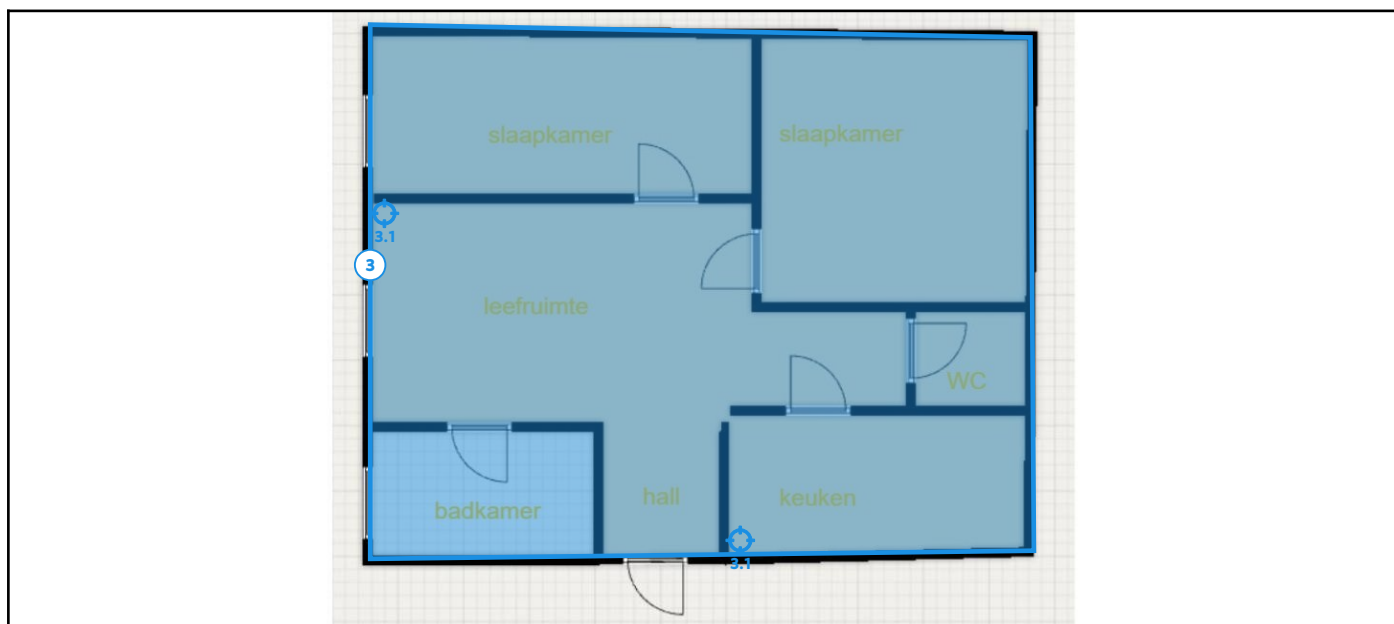 slaapkamer
slaapkamer
3.1
3
leefruimte
WC
hall
keuken
badkamer
3.1